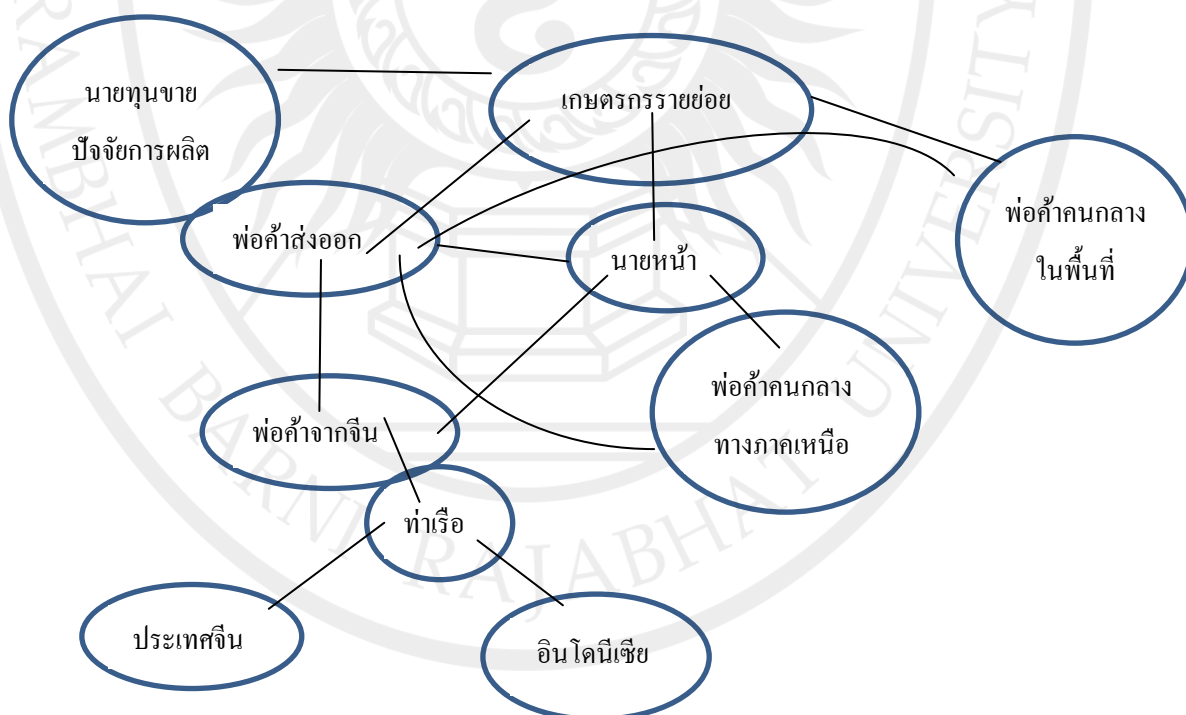 นายทุนขาย
ปัจจัยการผลิต
เกษตรกรรายย่อย
พ่อค้าคนกลาง
ในพื้นที่
พ่อค้าส่งออก
นายหน้า
พ่อค้าคนกลาง
ทางภาคเหนือ
พ่อค้าจากจีน
ท่าเรือ
ประเทศจีน
อินโดนีเซีย
RAMBHAI BARNI RAJABHAT UNIVERSITY